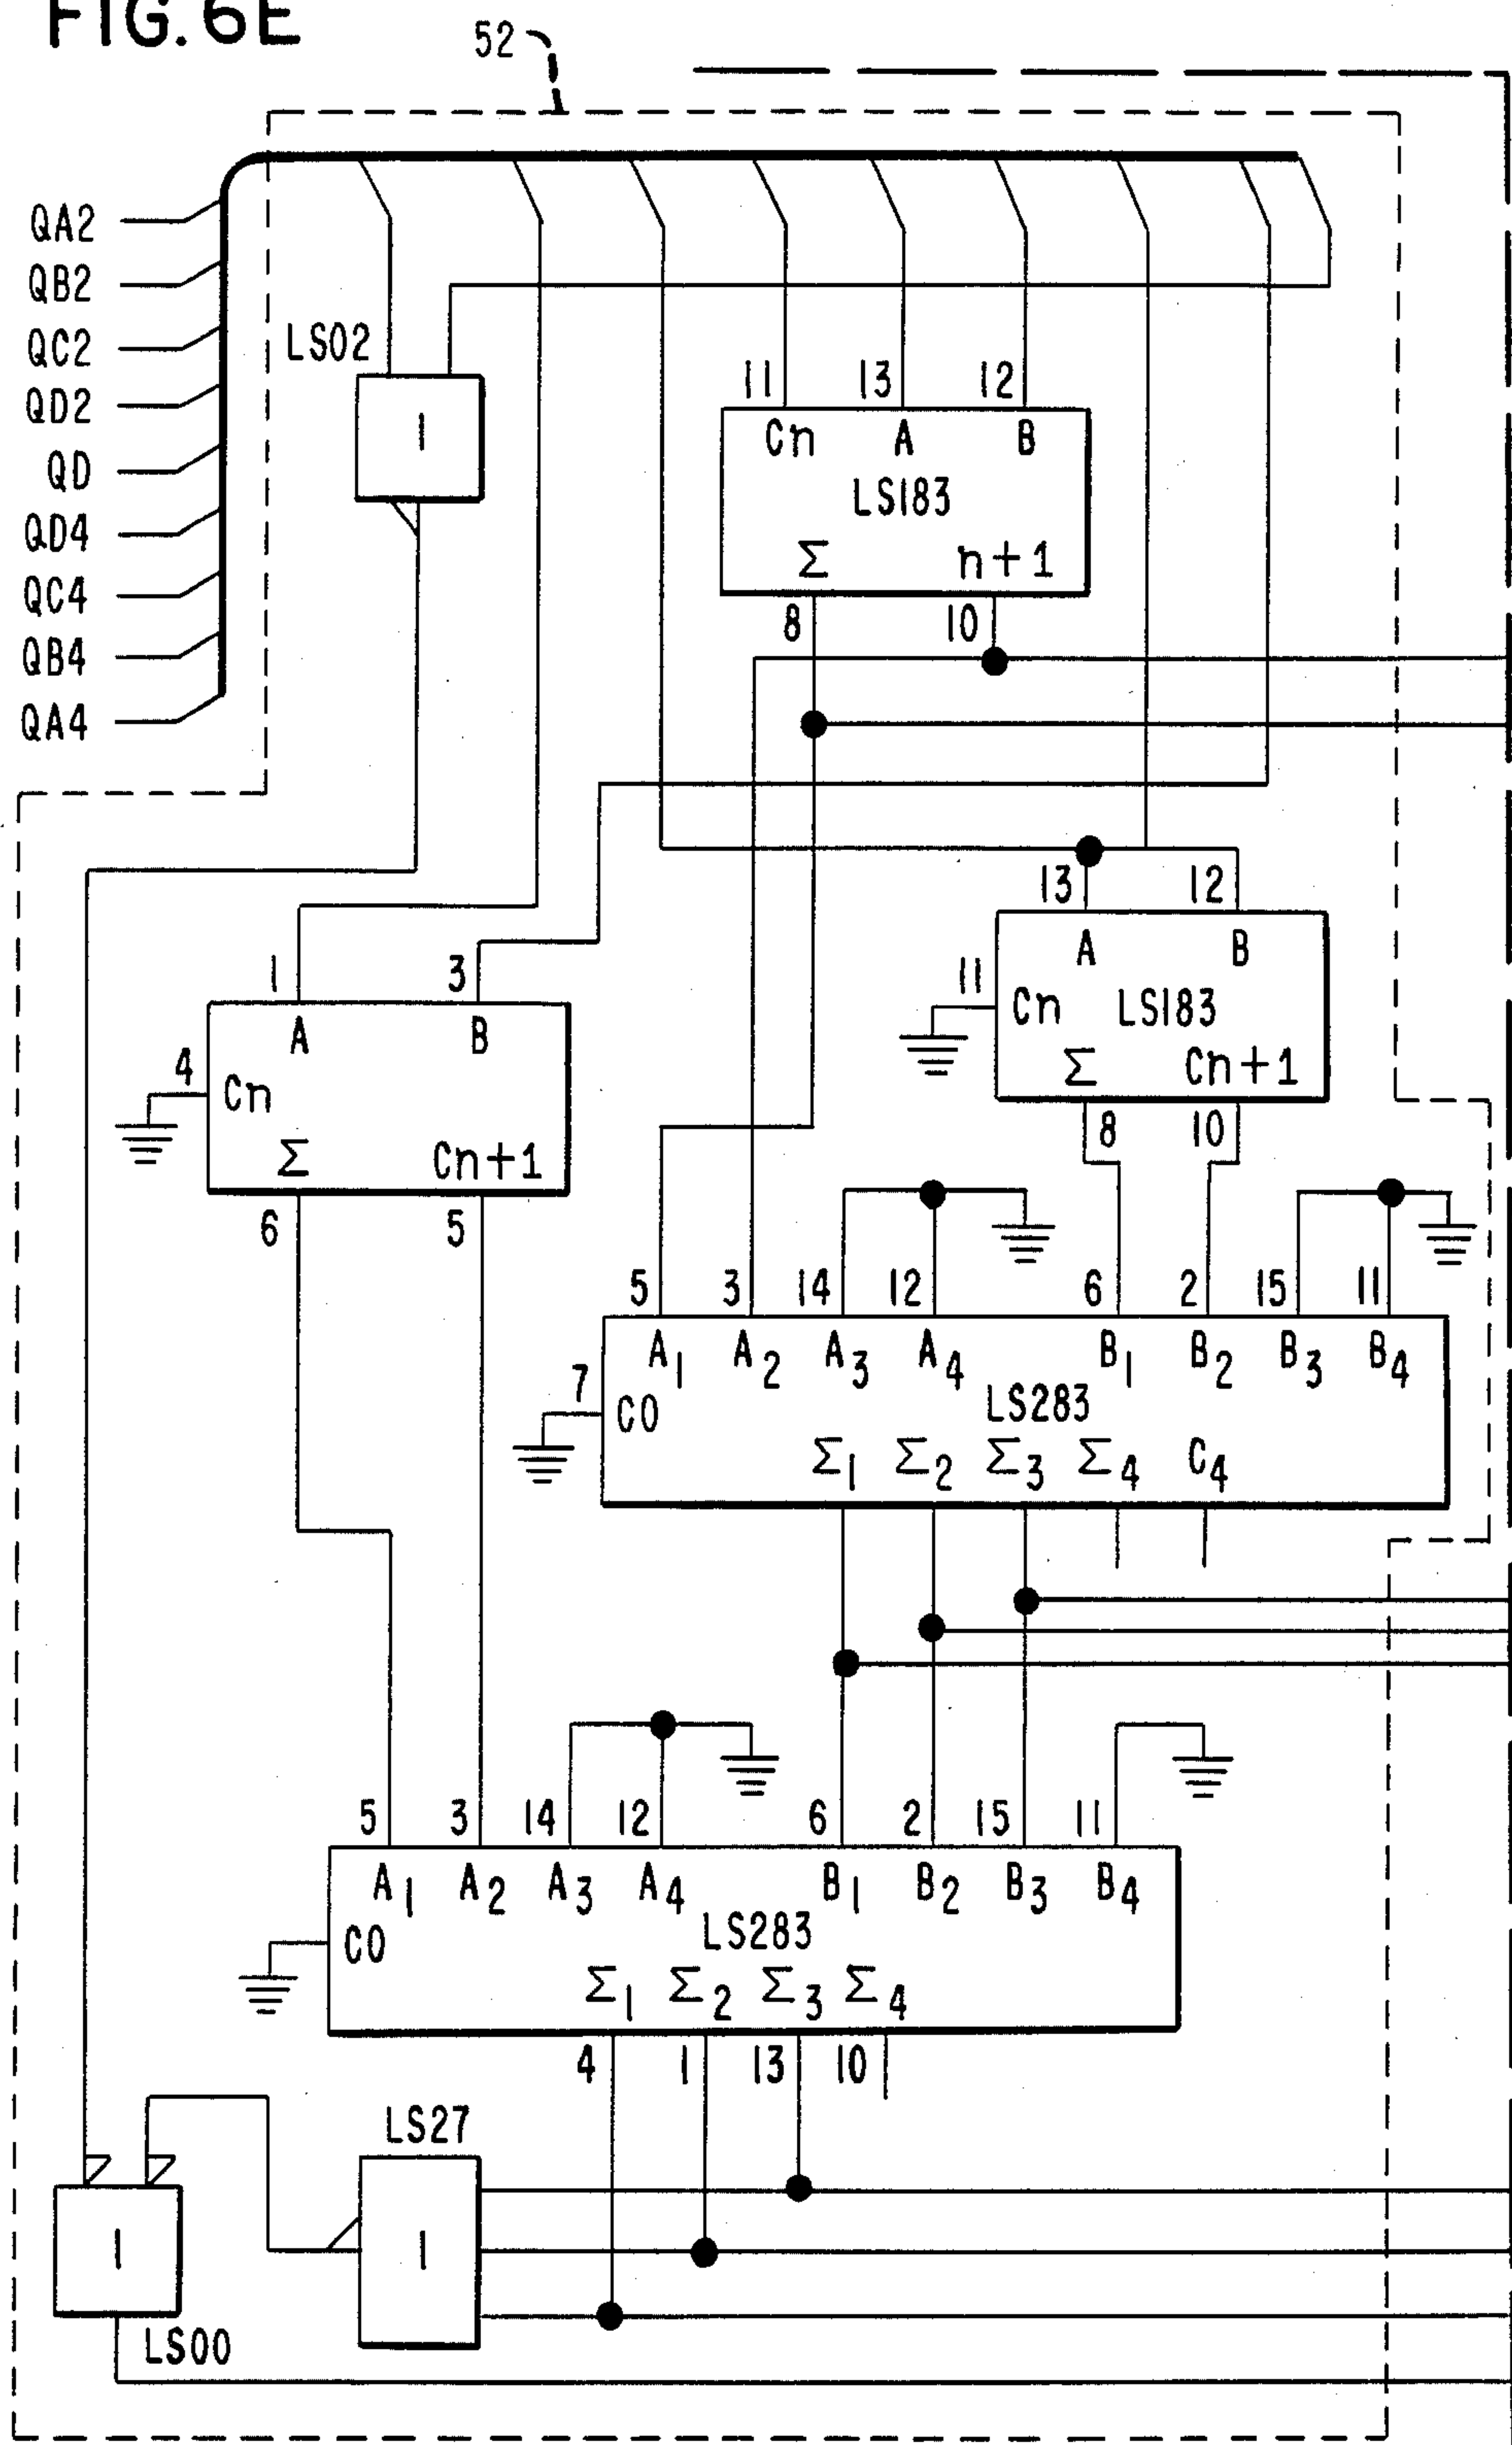 FIG. 6E
52
QA2
QB2
QC2
QD2
QD
QD4
QC4
QB4
QA4
LS02
1
11 13 12
Cn A B
LS183
Σ n+1
8 10
13 12
A B
11
Cn LS183
Σ Cn+1
8 10
1 3
A B
4
Cn
Σ Cn+1
6 5
5 3 14 12 6 2 15 11
A1 A2 A3 A4 B1 B2 B3 B4
7
C0 LS283
Σ1 Σ2 Σ3 Σ4 C4
5 3 14 12 6 2 15 11
A1 A2 A3 A4 B1 B2 B3 B4
C0 LS283
Σ1 Σ2 Σ3 Σ4
4 1 13 10
LS27
1
1
LS00